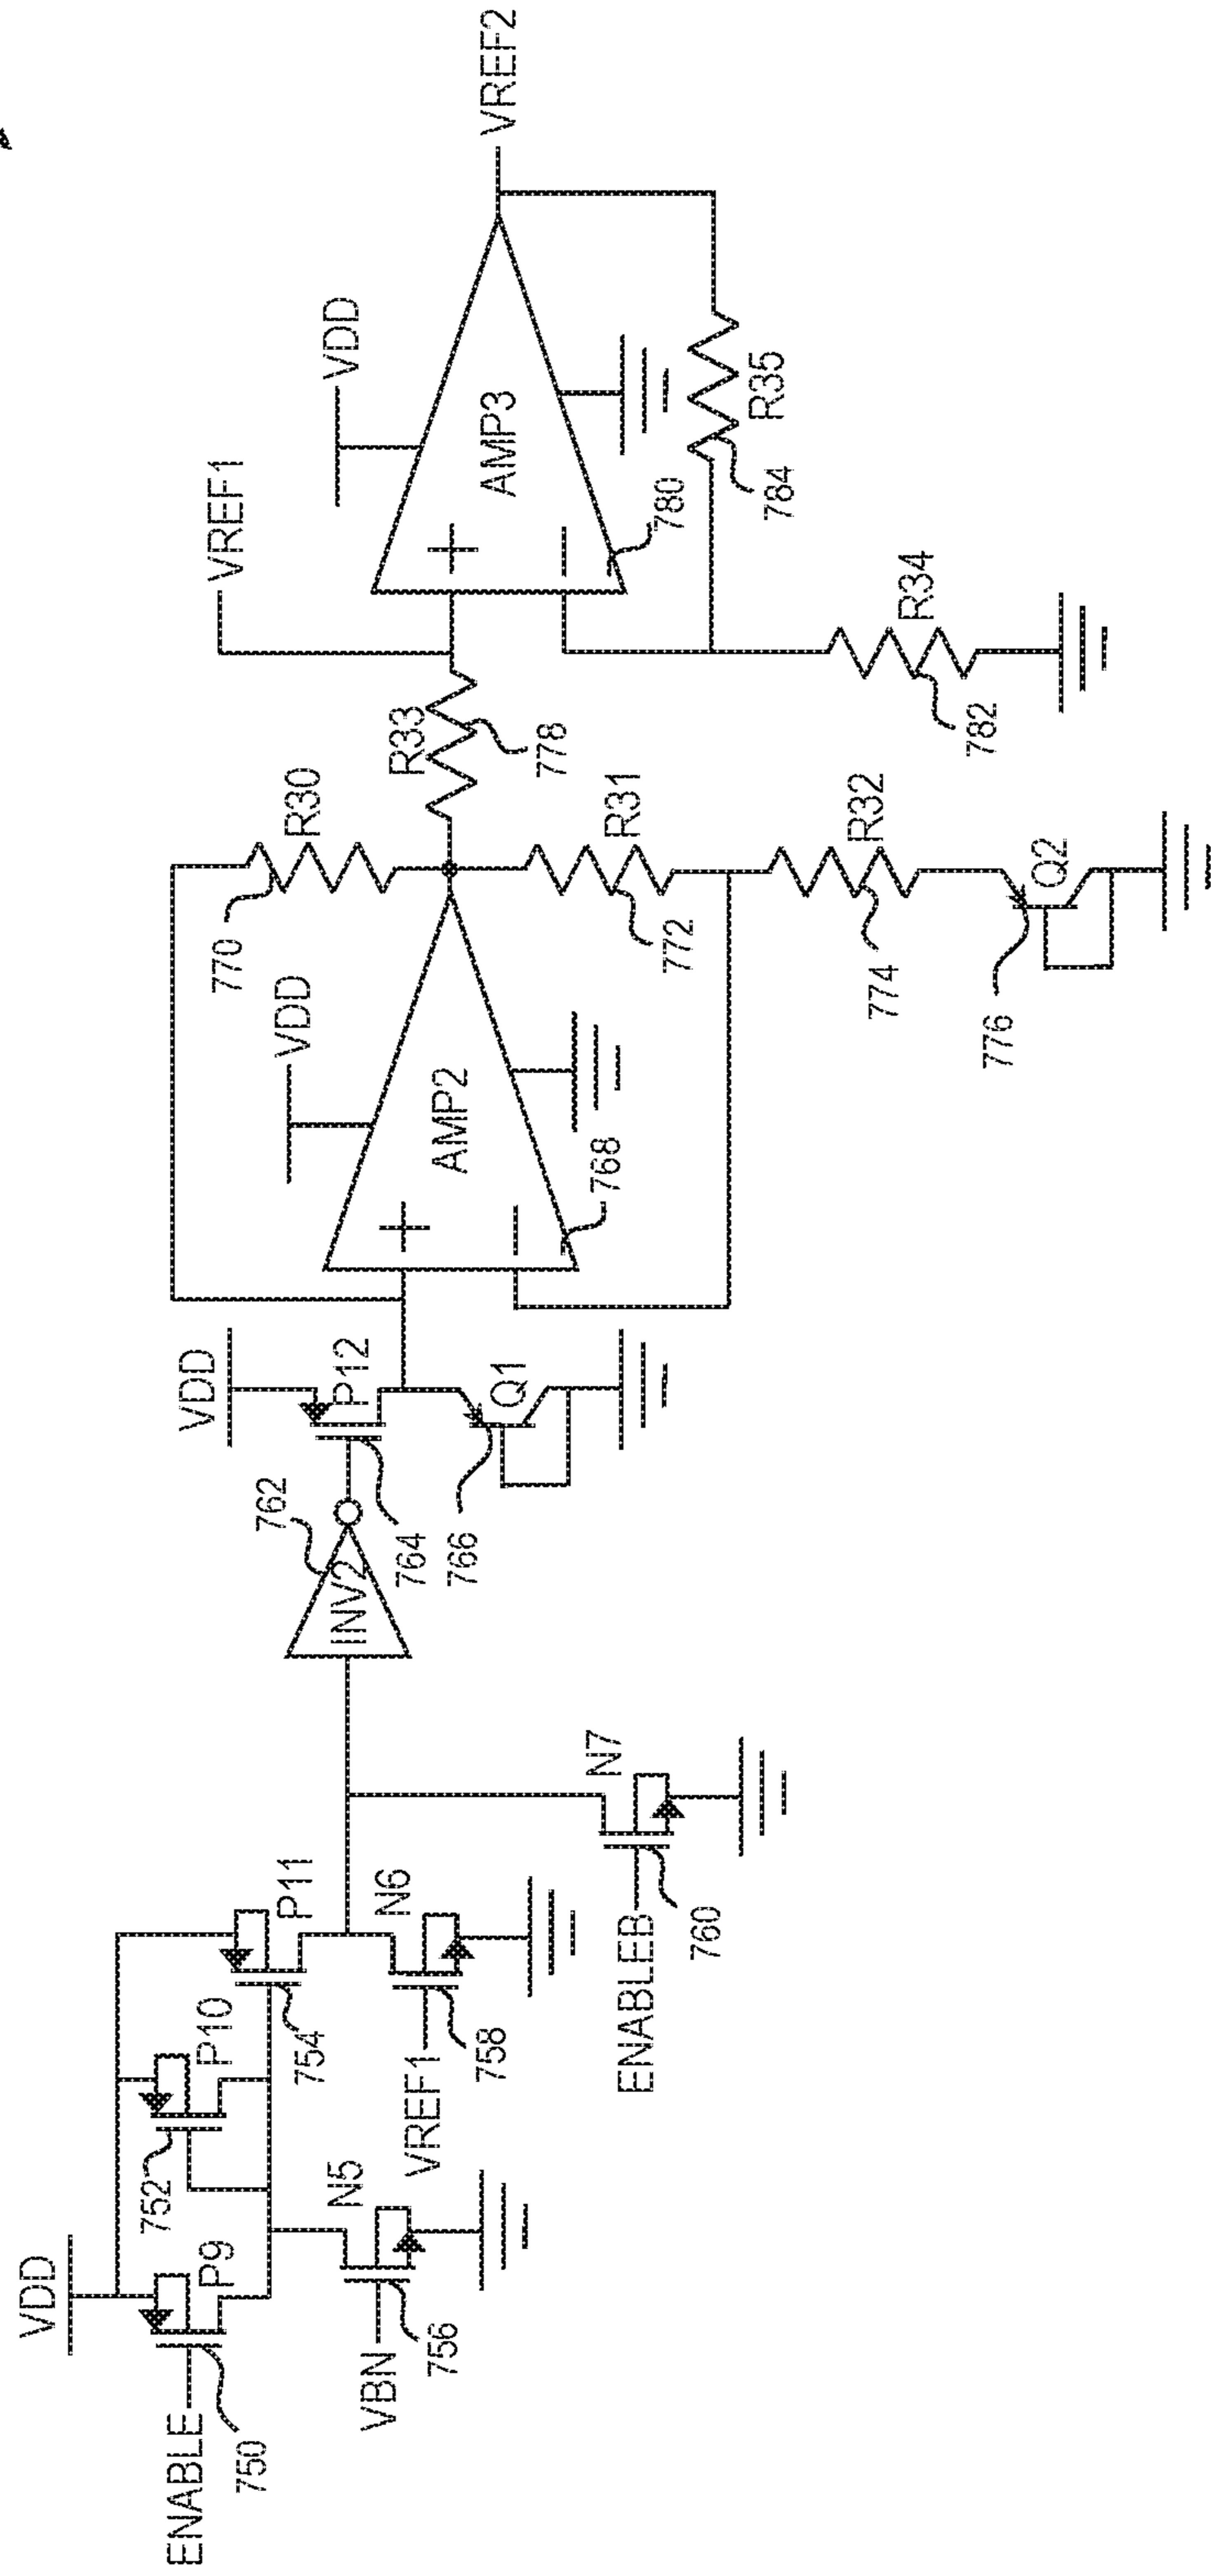 VDD
ENABLE
750
P9
752
P10
754
P11
VBN
756
N5
VREF1
758
N6
ENABLEB
760
N7
INV2
762
VDD
764
P12
766
Q1
VDD
AMP2
768
770
R30
772
R31
774
R32
776
Q2
R33
778
VREF1
VDD
AMP3
780
782
R34
784
R35
VREF2